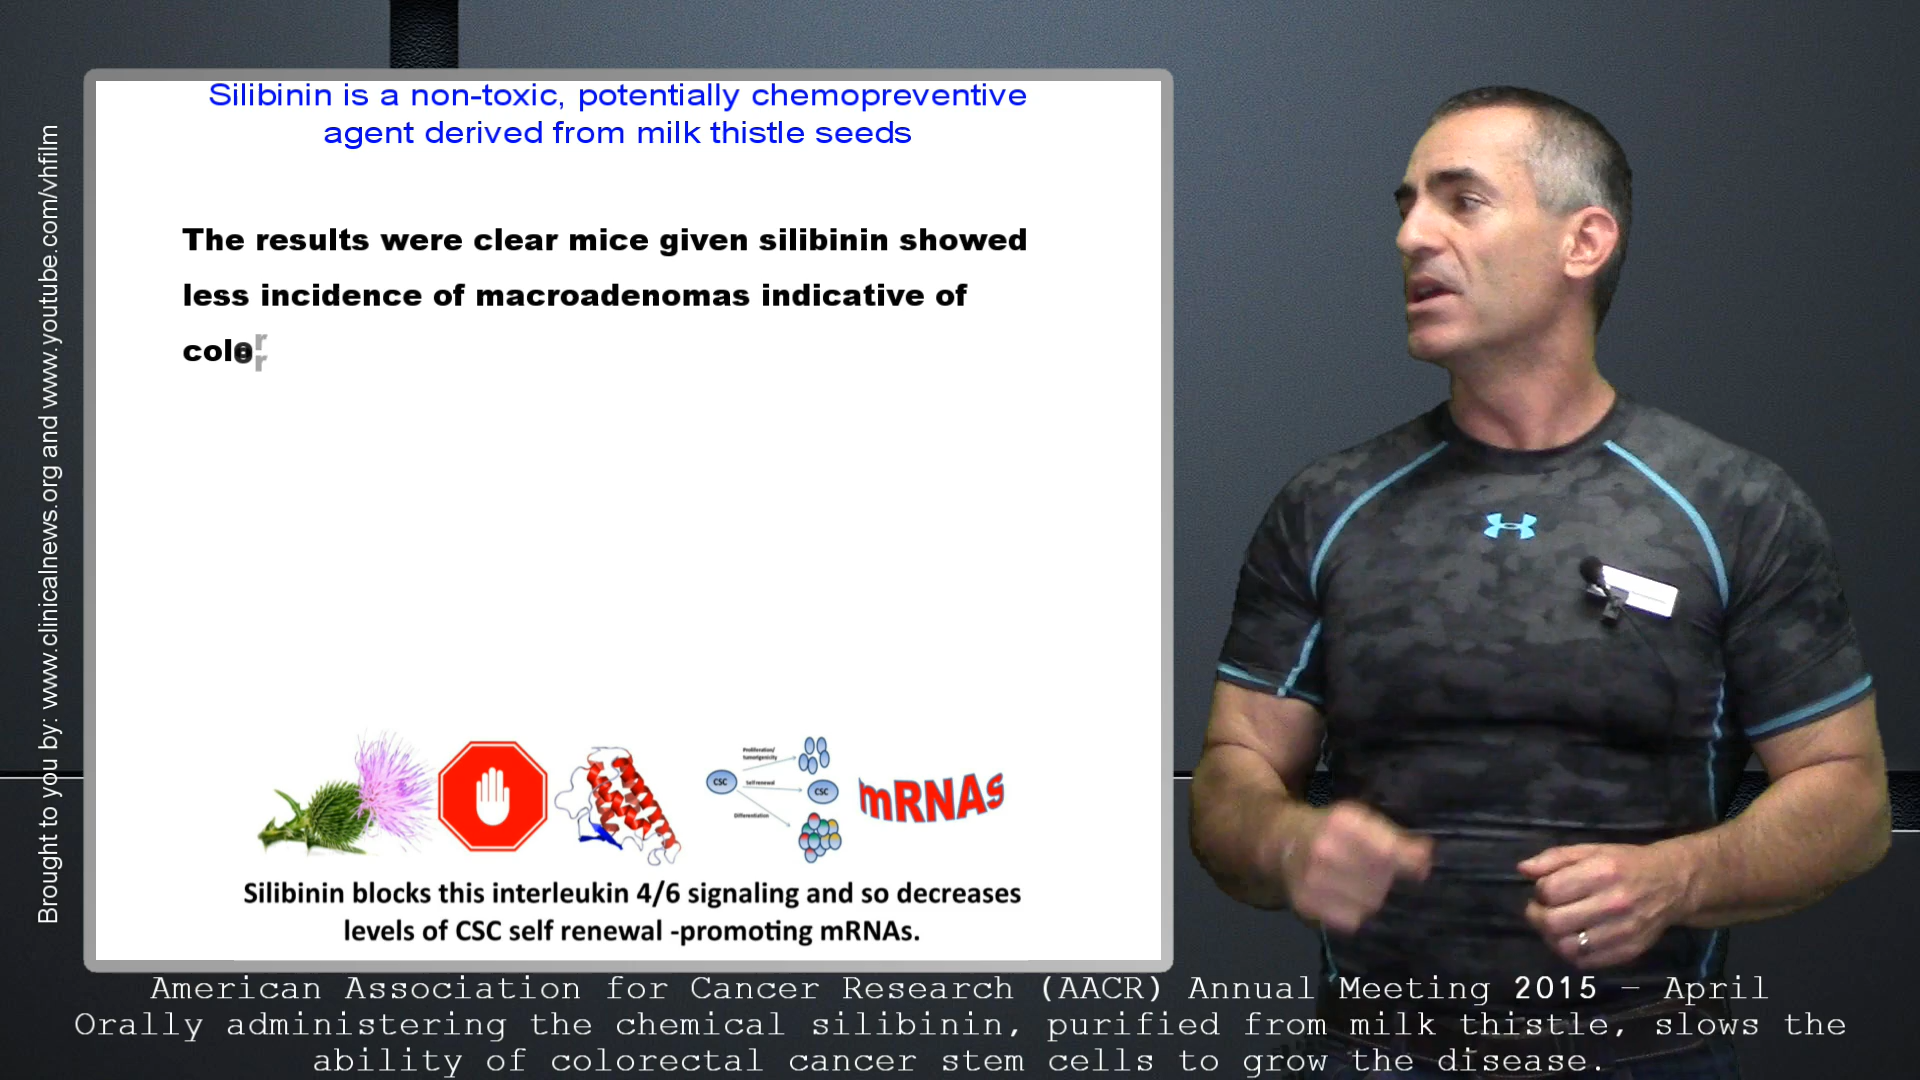 Silibinin is a non-toxic, potentially chemopreventive
agent derived from milk thistle seeds
The results were clear mice given silibinin showed
less incidence of macroadenomas indicative of
color
Proliferation/
tumorigenicity
CSC
Self renewal
CSC
Differentiation
mRNAs
Silibinin blocks this interleukin 4/6 signaling and so decreases
levels of CSC self renewal -promoting mRNAs.
American Association for Cancer Research (AACR) Annual Meeting 2015 – April
Orally administering the chemical silibinin, purified from milk thistle, slows the
ability of colorectal cancer stem cells to grow the disease.
Brought to you by: www.clinicalnews.org and www.youtube.com/vhfilm